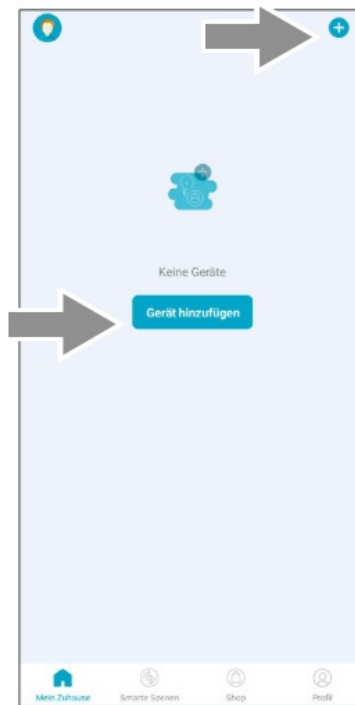 Keine Geräte
Gerät hinzufügen
Mein Zuhause
Smarte Szenen
Shop
Profil